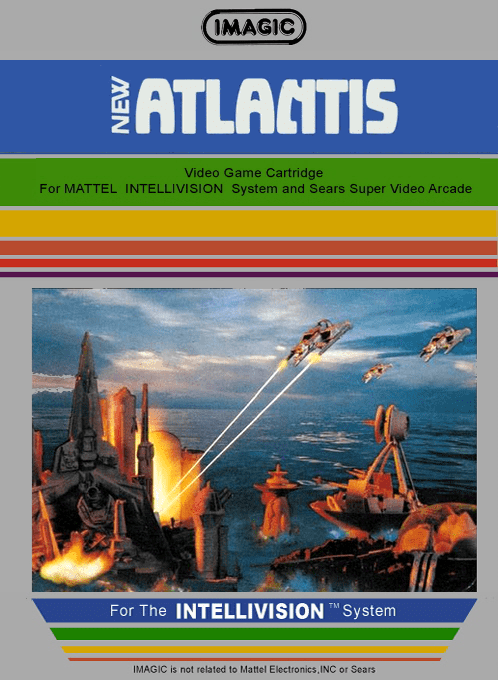 IMAGIC
NEW ATLANTIS
Video Game Cartridge
For MATTEL INTELLIVISION System and Sears Super Video Arcade
For The INTELLIVISION™ System
IMAGIC is not related to Mattel Electronics,INC or Sears